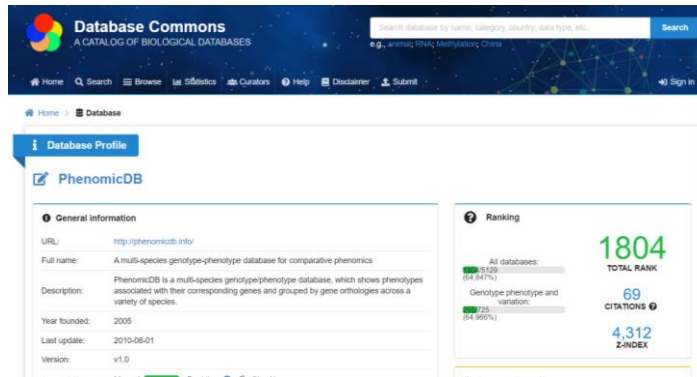 Database Commons
A CATALOG OF BIOLOGICAL DATABASES
Search database by name, category, country, data type, etc.
Search
e.g., animal; RNA; Methylation; China
Home
Search
Browse
Statistics
Curators
Help
Disclaimer
Submit
Sign in
Home > Database
Database Profile
PhenomicDB
General information
URL: http://phenomicdb.info/
Full name: A multi-species genotype-phenotype database for comparative phenomics
Description: PhenomicDB is a multi-species genotype/phenotype database, which shows phenotypes
associated with their corresponding genes and grouped by gene orthologies across a
variety of species.
Year founded: 2005
Last update: 2010-08-01
Version: v1.0
Ranking
All databases:
1804/5129
(64.847%)
Genotype phenotype and
variation:
255/725
(64.966%)
1804
TOTAL RANK
69
CITATIONS
4.312
Z-INDEX